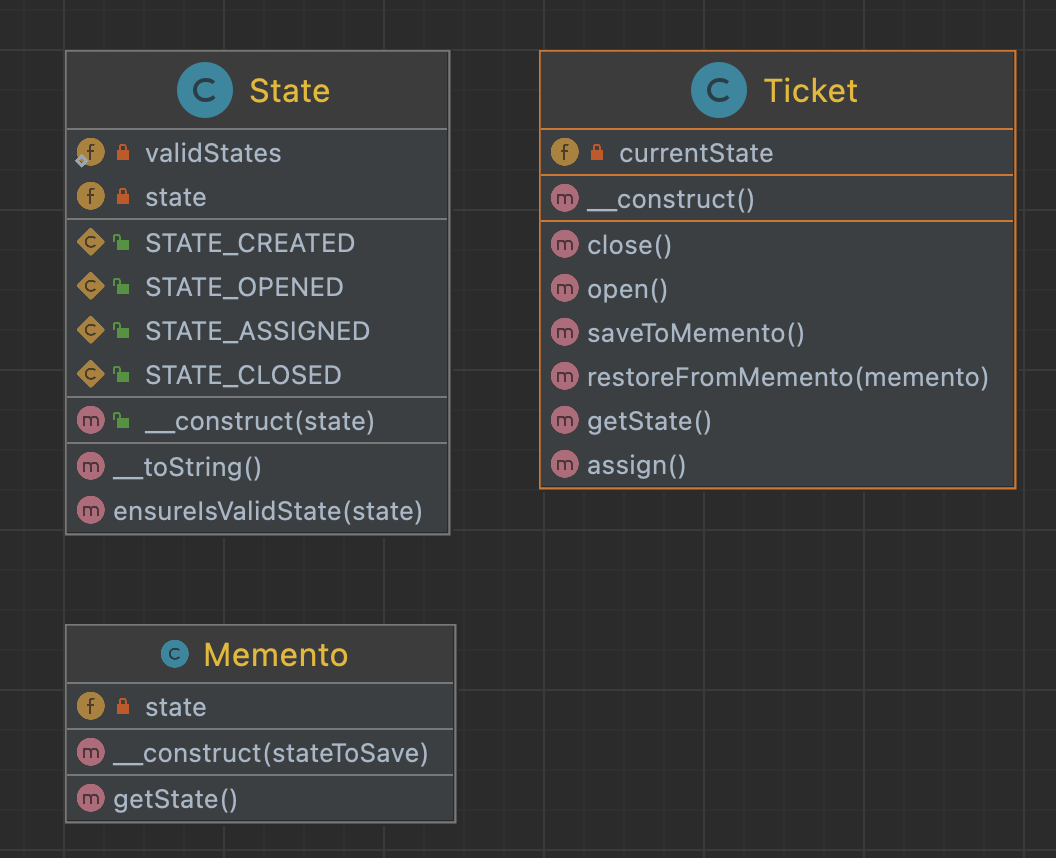 State
validStates
state
STATE_CREATED
STATE_OPENED
STATE_ASSIGNED
STATE_CLOSED
__construct(state)
__toString()
ensureIsValidState(state)
Ticket
currentState
__construct()
close()
open()
saveToMemento()
restoreFromMemento(memento)
getState()
assign()
Memento
state
__construct(stateToSave)
getState()